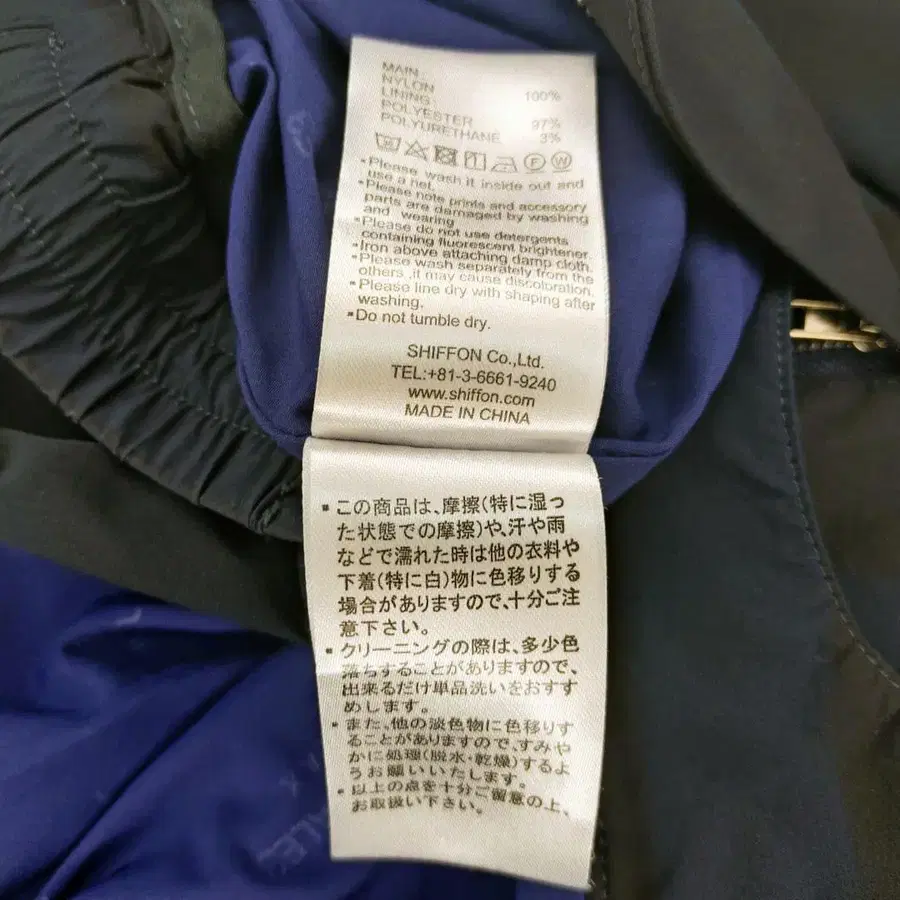 MAIN
NYLON 100%
LINING
POLYESTER 97%
POLYURETHANE 3%
▪Please wash it inside out and
use a net.
▪Please note prints and accessory
parts are damaged by washing
and wearing
▪Please do not use detergents
containing fluorescent brightener.
▪Iron above attaching damp cloth.
▪Please wash separately from the
others ,it may cause discoloration.
▪Please line dry with shaping after
washing.
▪Do not tumble dry.
SHIFFON Co.,Ltd.
TEL:+81-3-6661-9240
www.shiffon.com
MADE IN CHINA
▪この商品は、摩擦(特に湿っ
た状態での摩擦)や、汗や雨
などで濡れた時は他の衣料や
下着(特に白)物に色移りする
場合がありますので、十分ご注
意下さい。
▪クリーニングの際は、多少色
落ちすることがありますので、
出来るだけ単品洗いをおすす
めします。
▪また、他の淡色物に色移りす
ることがありますので、すみや
かに処理(脱水・乾燥)するよ
うお願いいたします。
▪以上の点を十分ご留意の上、
お取扱い下さい。